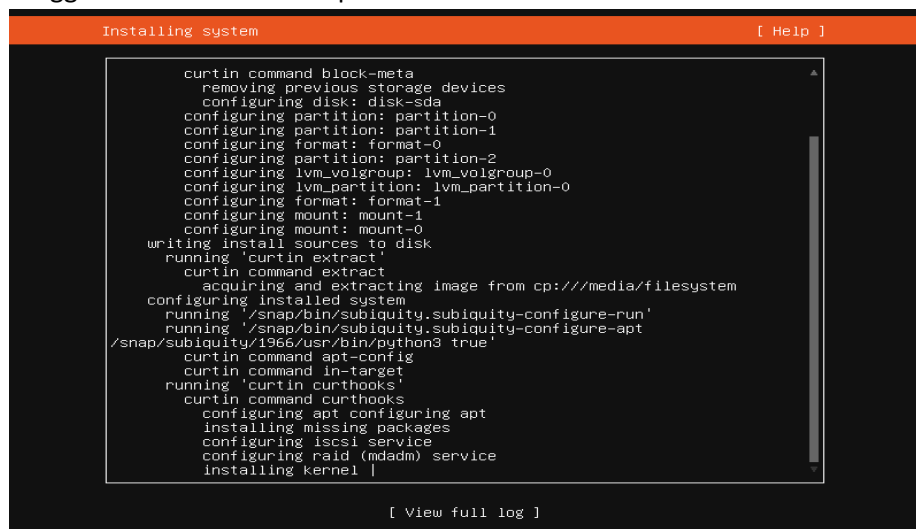 Installing system [ Help ]
curtin command block-meta
removing previous storage devices
configuring disk: disk-sda
configuring partition: partition-0
configuring partition: partition-1
configuring format: format-0
configuring partition: partition-2
configuring lvm_volgroup: lvm_volgroup-0
configuring lvm_partition: lvm_partition-0
configuring format: format-1
configuring mount: mount-1
configuring mount: mount-0
writing install sources to disk
running 'curtin extract'
curtin command extract
acquiring and extracting image from cp:///media/filesystem
configuring installed system
running '/snap/bin/subiquity.subiquity-configure-run'
running '/snap/bin/subiquity.subiquity-configure-apt
/snap/subiquity/1966/usr/bin/python3 true'
curtin command apt-config
curtin command in-target
running 'curtin curthooks'
curtin command curthooks
configuring apt configuring apt
installing missing packages
configuring iscsi service
configuring raid (mdadm) service
installing kernel |
[ View full log ]